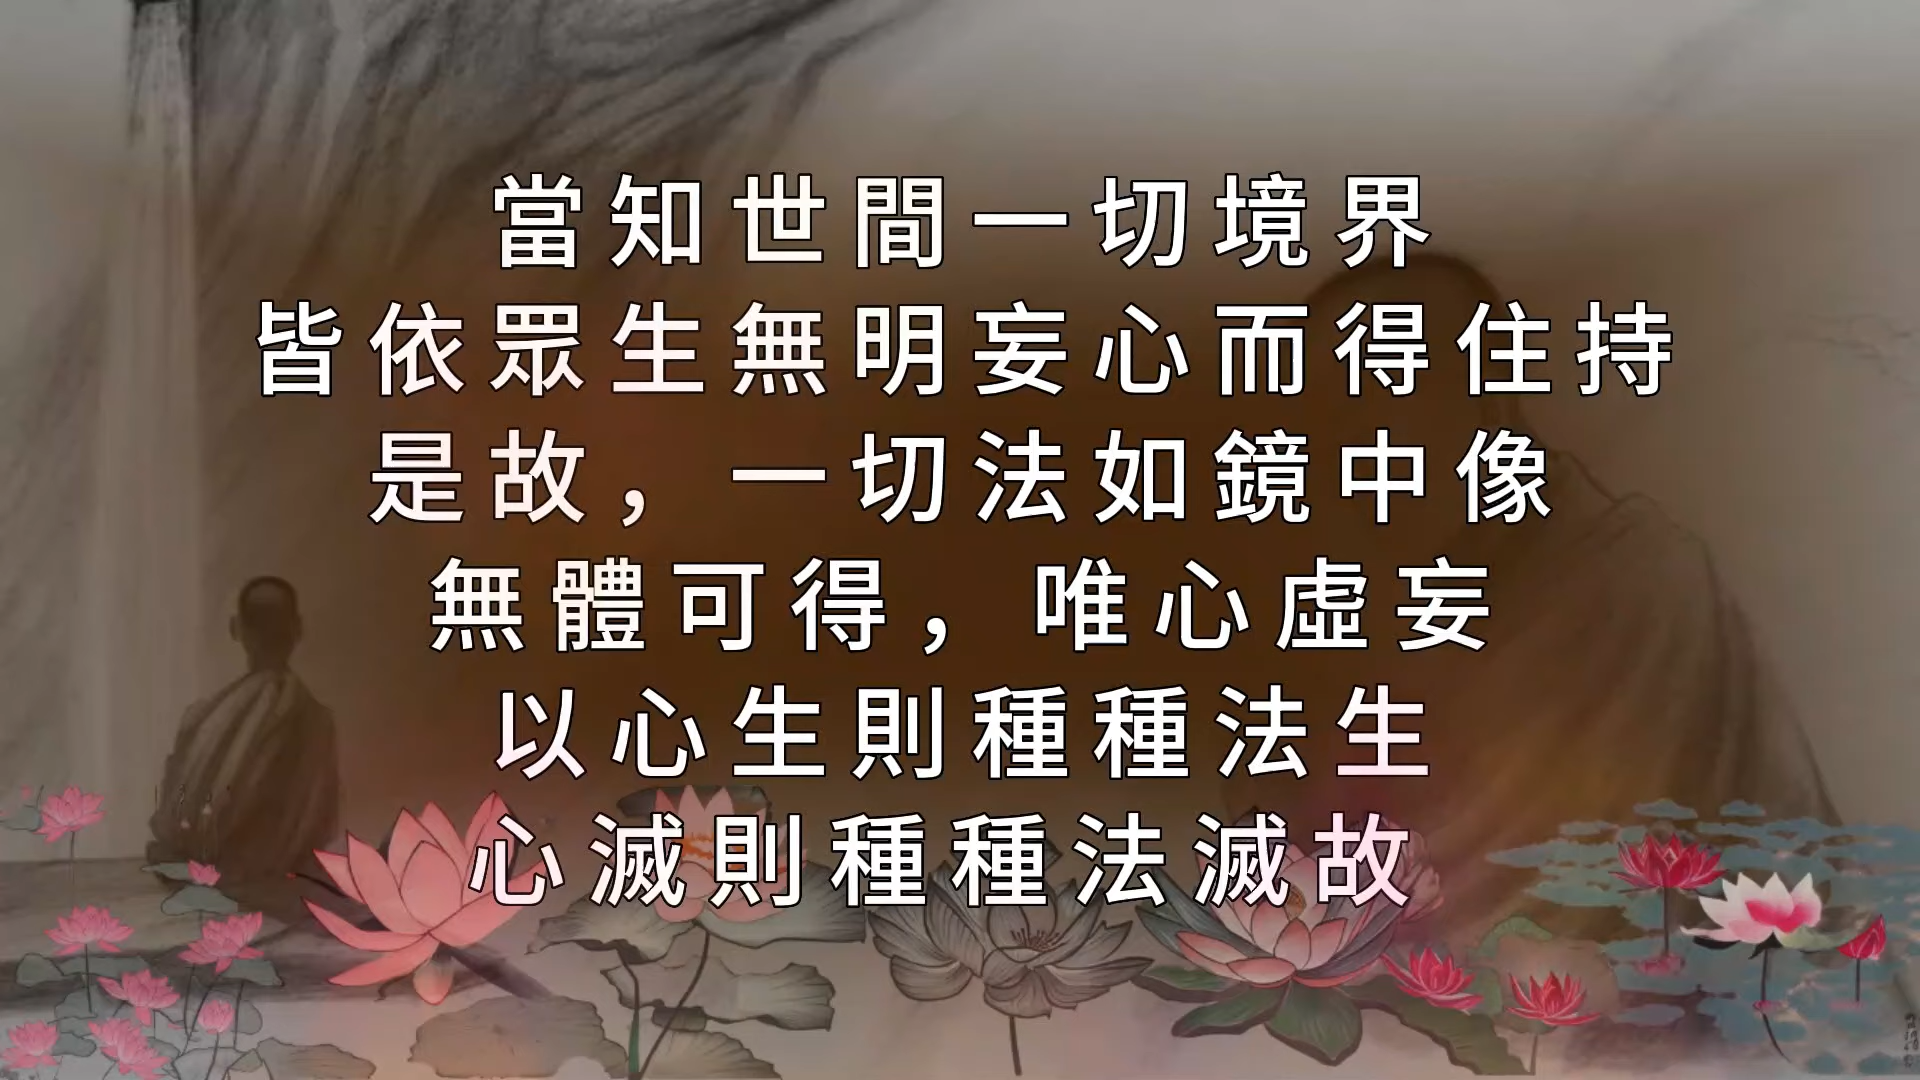 當知世間一切境界
皆依眾生無明妄心而得住持
是故，一切法如鏡中像
無體可得，唯心虛妄
以心生則種種法生
心滅則種種法滅故